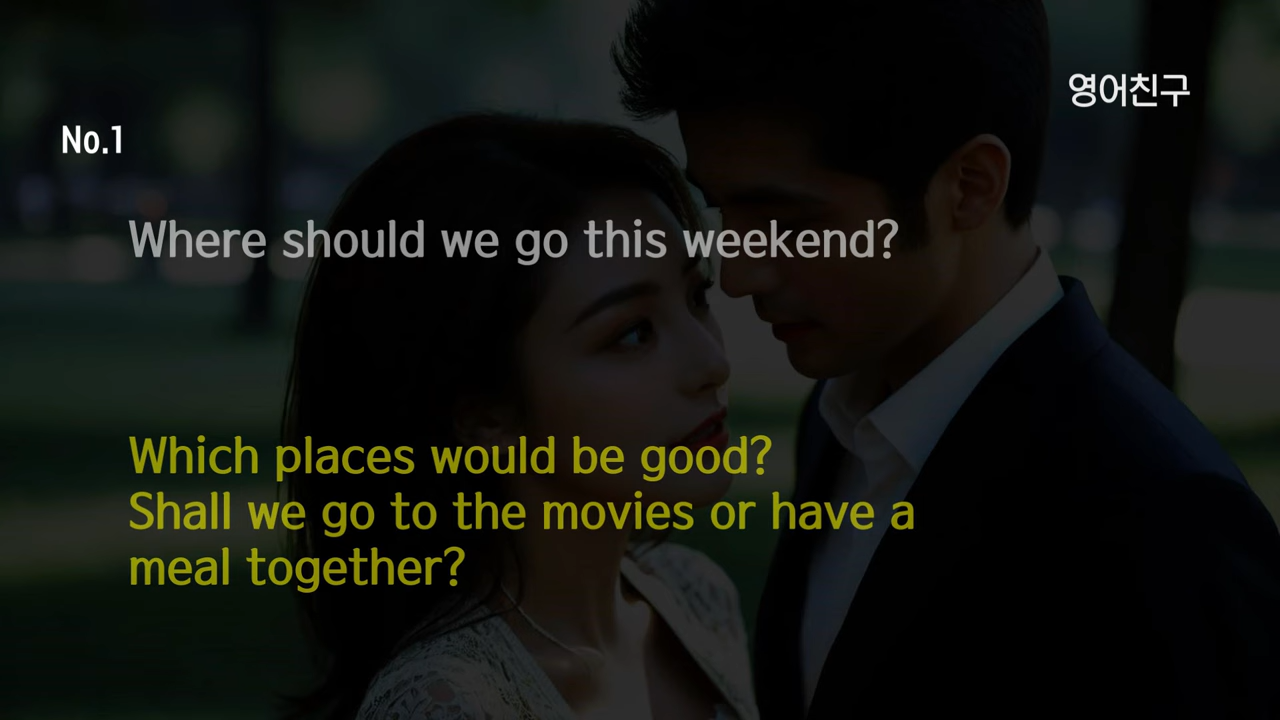 영어친구
No.1
Where should we go this weekend?
Which places would be good?
Shall we go to the movies or have a
meal together?